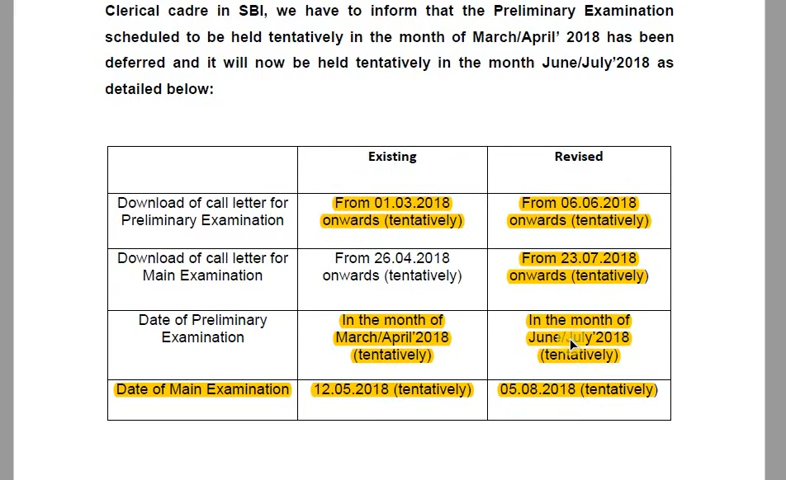 Clerical cadre in SBI, we have to inform that the Preliminary Examination
scheduled to be held tentatively in the month of March/April' 2018 has been
deferred and it will now be held tentatively in the month June/July'2018 as
detailed below:
Existing
Revised
Download of call letter for
Preliminary Examination
From 01.03.2018
onwards (tentatively)
From 06.06.2018
onwards (tentatively)
Download of call letter for
Main Examination
From 26.04.2018
onwards (tentatively)
From 23.07.2018
onwards (tentatively)
Date of Preliminary
Examination
In the month of
March/April'2018
(tentatively)
In the month of
June/July'2018
(tentatively)
Date of Main Examination
12.05.2018 (tentatively)
05.08.2018 (tentatively)